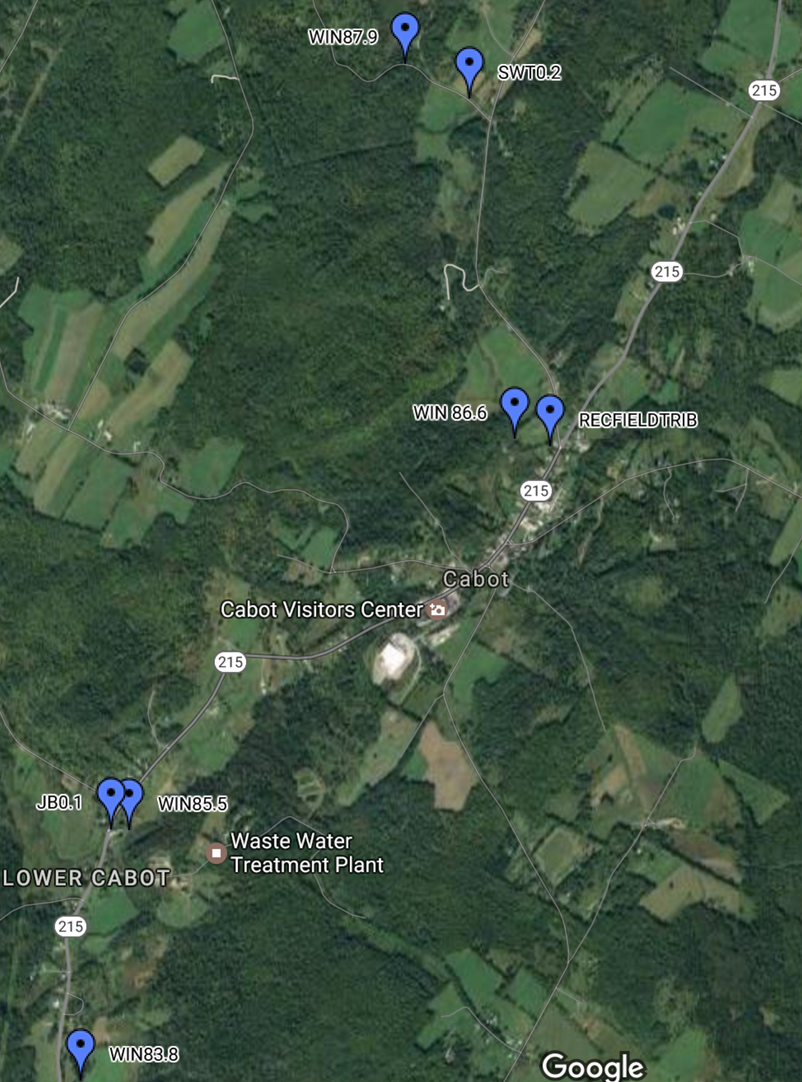 WIN87.9
SWT0.2
215
215
WIN 86.6
RECFIELDTRIB
215
Cabot
Cabot Visitors Center
215
JB0.1
WIN85.5
Waste Water
Treatment Plant
LOWER CABOT
215
WIN83.8
Google